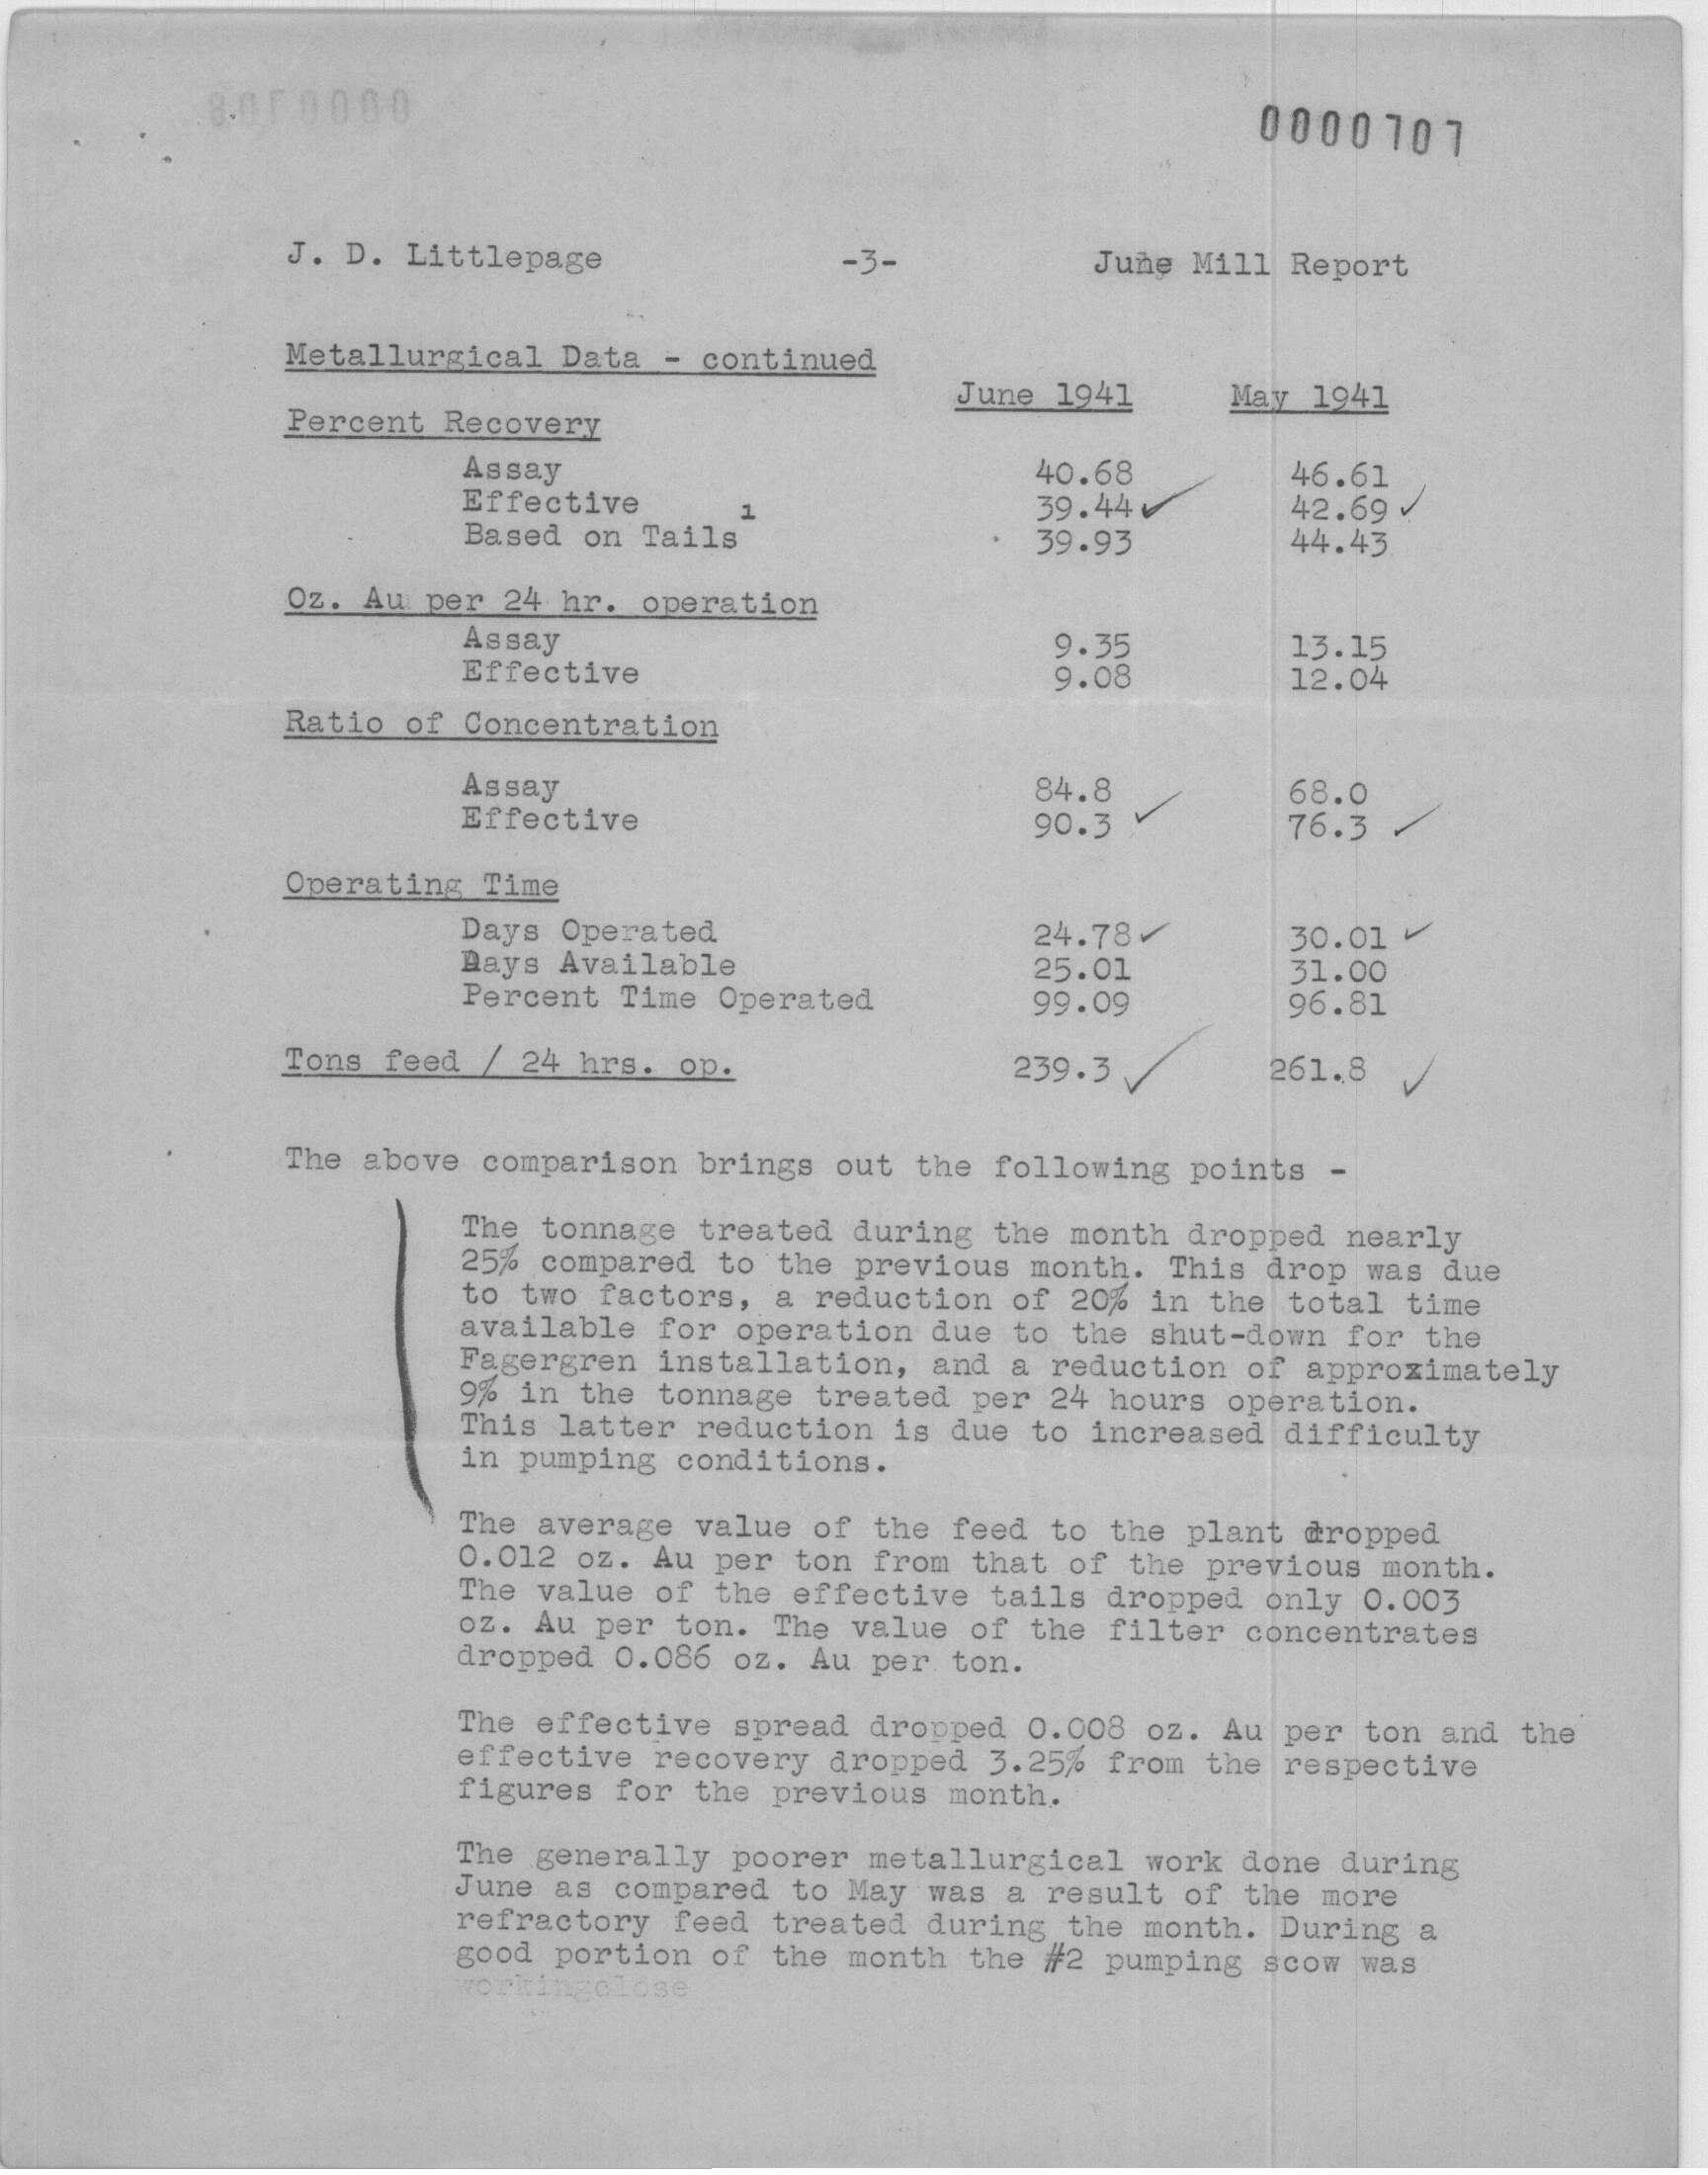 0000707
J. D. Littlepage -3- June Mill Report
Metallurgical Data - continued
June 1941 May 1941
Percent Recovery
Assay 40.68 46.61
Effective 39.44 ✓ 42.69 ✓
Based on Tails 1 39.93 44.43
Oz. Au per 24 hr. operation
Assay 9.35 13.15
Effective 9.08 12.04
Ratio of Concentration
Assay 84.8 68.0
Effective 90.3 ✓ 76.3 ✓
Operating Time
Days Operated 24.78 ✓ 30.01 ✓
Days Available 25.01 31.00
Percent Time Operated 99.09 96.81
Tons feed / 24 hrs. op. 239.3 ✓ 261.8 ✓
The above comparison brings out the following points -
The tonnage treated during the month dropped nearly
25% compared to the previous month. This drop was due
to two factors, a reduction of 20% in the total time
available for operation due to the shut-down for the
Fagergren installation, and a reduction of approximately
9% in the tonnage treated per 24 hours operation.
This latter reduction is due to increased difficulty
in pumping conditions.
The average value of the feed to the plant dropped
0.012 oz. Au per ton from that of the previous month.
The value of the effective tails dropped only 0.003
oz. Au per ton. The value of the filter concentrates
dropped 0.086 oz. Au per ton.
The effective spread dropped 0.008 oz. Au per ton and the
effective recovery dropped 3.25% from the respective
figures for the previous month.
The generally poorer metallurgical work done during
June as compared to May was a result of the more
refractory feed treated during the month. During a
good portion of the month the #2 pumping scow was
workingclose